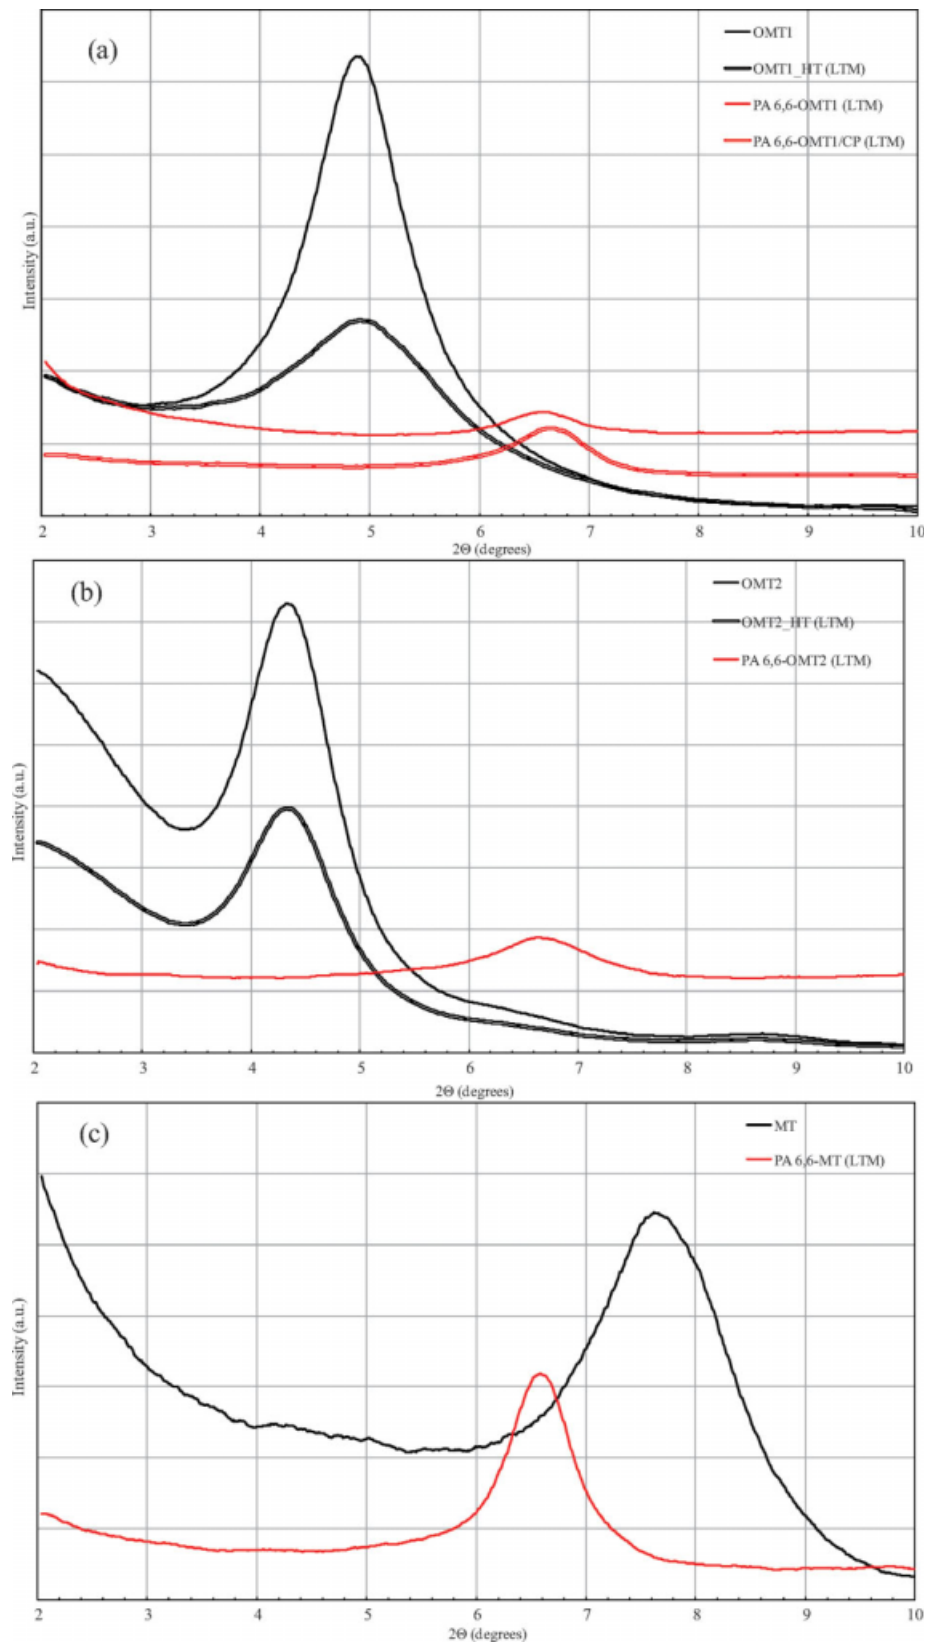 (a)
OMT1
OMT1_HT (LTM)
PA 6,6-OMT1 (LTM)
PA 6,6-OMT1/CP (LTM)
Intensity (a.u.)
2 3 4 5 6 7 8 9 10
2Θ (degrees)
(b)
OMT2
OMT2_HT (LTM)
PA 6,6-OMT2 (LTM)
Intensity (a.u.)
2 3 4 5 6 7 8 9 10
2Θ (degrees)
(c)
MT
PA 6,6-MT (LTM)
Intensity (a.u.)
2 3 4 5 6 7 8 9 10
2Θ (degrees)